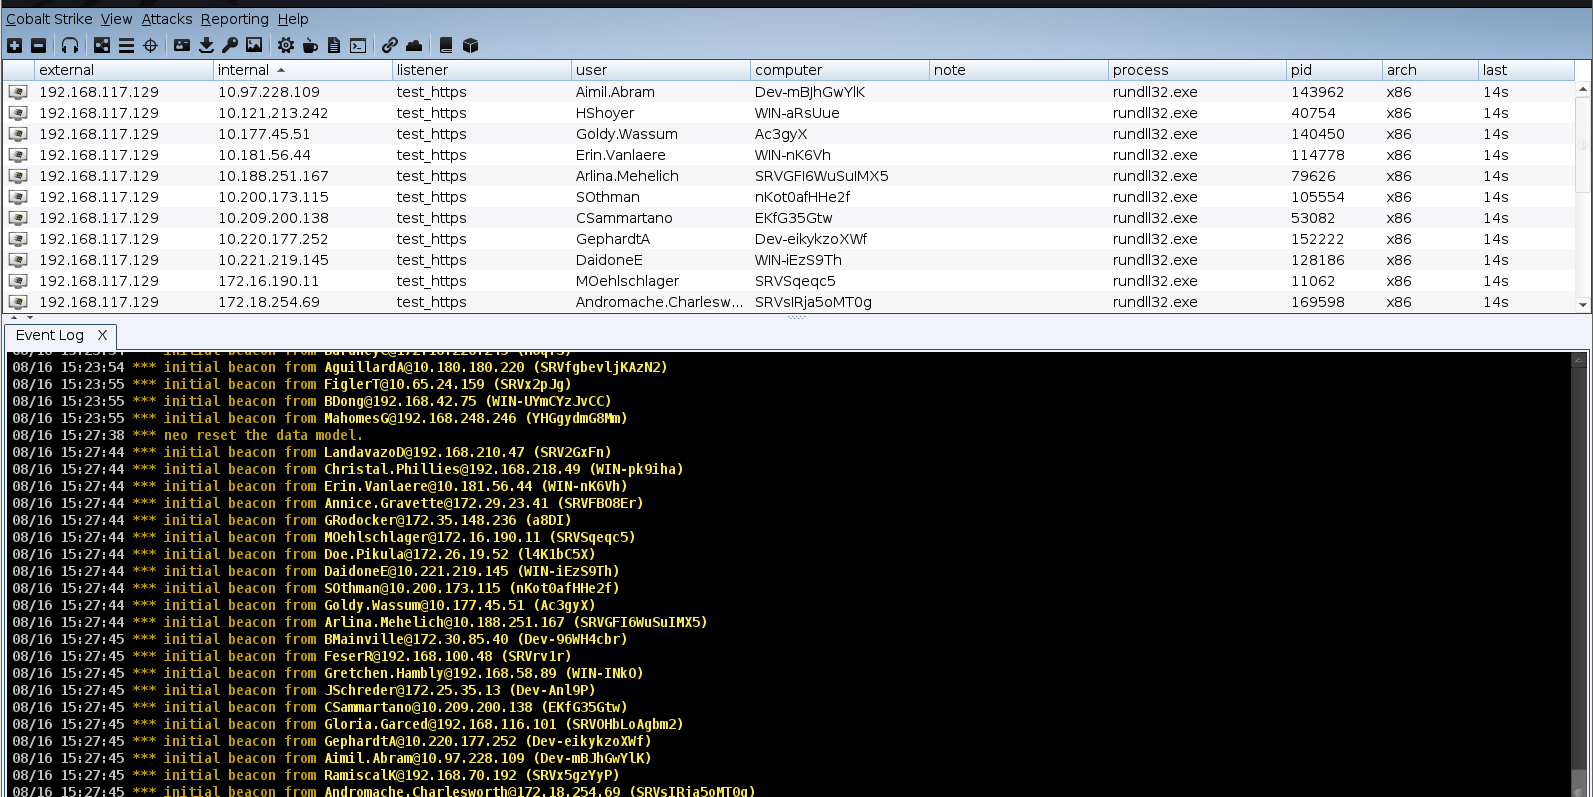 Cobalt Strike View Attacks Reporting Help
external internal listener user computer note process pid arch last
192.168.117.129 10.97.228.109 test_https Aimil.Abram Dev-mBJhGwYlK rundll32.exe 143962 x86 14s
192.168.117.129 10.121.213.242 test_https HShoyer WIN-aRsUue rundll32.exe 40754 x86 14s
192.168.117.129 10.177.45.51 test_https Goldy.Wassum Ac3gyX rundll32.exe 140450 x86 14s
192.168.117.129 10.181.56.44 test_https Erin.Vanlaere WIN-nK6Vh rundll32.exe 114778 x86 14s
192.168.117.129 10.188.251.167 test_https Arlina.Mehelich SRVGFI6WuSuIMX5 rundll32.exe 79626 x86 14s
192.168.117.129 10.200.173.115 test_https SOthman nKot0afHHe2f rundll32.exe 105554 x86 14s
192.168.117.129 10.209.200.138 test_https CSammartano EKfG35Gtw rundll32.exe 53082 x86 14s
192.168.117.129 10.220.177.252 test_https GephardtA Dev-eikykzoXWf rundll32.exe 152222 x86 14s
192.168.117.129 10.221.219.145 test_https DaidoneE WIN-iEzS9Th rundll32.exe 128186 x86 14s
192.168.117.129 172.16.190.11 test_https MOehlschlager SRVSqeqc5 rundll32.exe 11062 x86 14s
192.168.117.129 172.18.254.69 test_https Andromache.Charlesw... SRVsIRja5oMT0g rundll32.exe 169598 x86 14s
Event Log X
08/16 15:23:54 *** initial beacon from
08/16 15:23:54 *** initial beacon from AguillardA@10.180.180.220 (SRVfgbevljKAzN2)
08/16 15:23:55 *** initial beacon from FiglerT@10.65.24.159 (SRVx2pJg)
08/16 15:23:55 *** initial beacon from BDong@192.168.42.75 (WIN-UYmCYzJvCC)
08/16 15:23:55 *** initial beacon from MahomesG@192.168.248.246 (YHGgydmG8Mm)
08/16 15:27:38 *** neo reset the data model.
08/16 15:27:44 *** initial beacon from LandavazoD@192.168.210.47 (SRV2GxFn)
08/16 15:27:44 *** initial beacon from Christal.Phillies@192.168.218.49 (WIN-pk9iha)
08/16 15:27:44 *** initial beacon from Erin.Vanlaere@10.181.56.44 (WIN-nK6Vh)
08/16 15:27:44 *** initial beacon from Annice.Gravette@172.29.23.41 (SRVFBO8Er)
08/16 15:27:44 *** initial beacon from GRodocker@172.35.148.236 (a8DI)
08/16 15:27:44 *** initial beacon from MOehlschlager@172.16.190.11 (SRVSqeqc5)
08/16 15:27:44 *** initial beacon from Doe.Pikula@172.26.19.52 (l4K1bC5X)
08/16 15:27:44 *** initial beacon from DaidoneE@10.221.219.145 (WIN-iEzS9Th)
08/16 15:27:44 *** initial beacon from SOthman@10.200.173.115 (nKot0afHHe2f)
08/16 15:27:44 *** initial beacon from Goldy.Wassum@10.177.45.51 (Ac3gyX)
08/16 15:27:44 *** initial beacon from Arlina.Mehelich@10.188.251.167 (SRVGFI6WuSuIMX5)
08/16 15:27:45 *** initial beacon from BMainville@172.30.85.40 (Dev-96WH4cbr)
08/16 15:27:45 *** initial beacon from FeserR@192.168.100.48 (SRVrv1r)
08/16 15:27:45 *** initial beacon from Gretchen.Hambly@192.168.58.89 (WIN-INkO)
08/16 15:27:45 *** initial beacon from JSchreder@172.25.35.13 (Dev-Anl9P)
08/16 15:27:45 *** initial beacon from CSammartano@10.209.200.138 (EKfG35Gtw)
08/16 15:27:45 *** initial beacon from Gloria.Garced@192.168.116.101 (SRVOHbLoAgbm2)
08/16 15:27:45 *** initial beacon from GephardtA@10.220.177.252 (Dev-eikykzoXWf)
08/16 15:27:45 *** initial beacon from Aimil.Abram@10.97.228.109 (Dev-mBJhGwYlK)
08/16 15:27:45 *** initial beacon from RamiscalK@192.168.70.192 (SRVx5gzYyP)
08/16 15:27:45 *** initial beacon from Andromache.Charlesworth@172.18.254.69 (SRVsIRja5oMT0g)